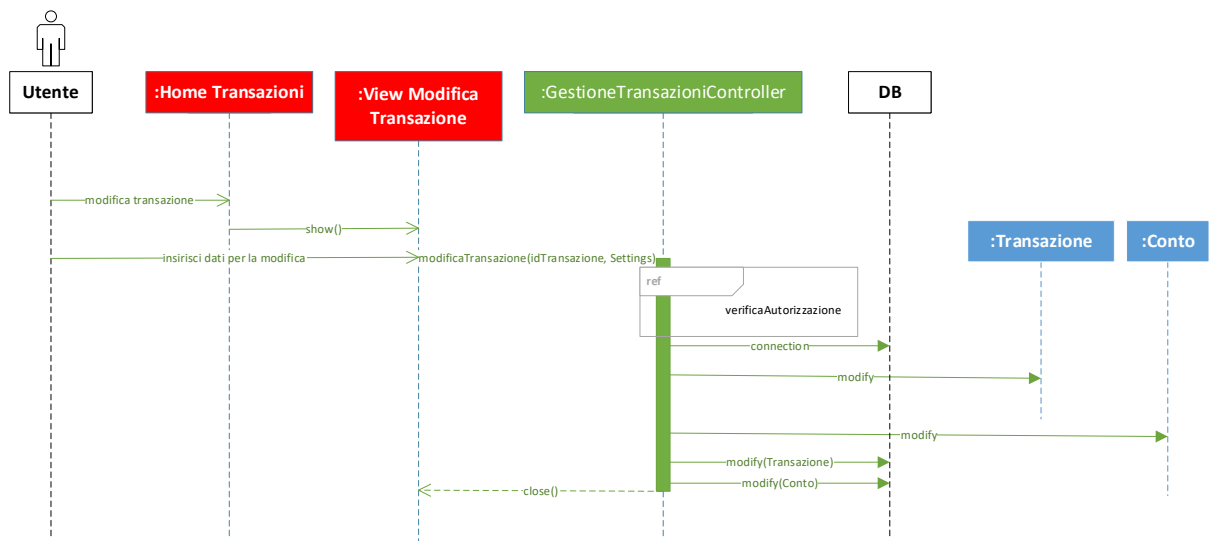 Utente
:Home Transazioni
:View Modifica
Transazione
:GestioneTransazioniController
DB
modifica transazione
show()
:Transazione
:Conto
insirisci dati per la modifica
modificaTransazione(idTransazione, Settings)
ref
verificaAutorizzazione
connection
modify
modify
modify(Transazione)
modify(Conto)
close()